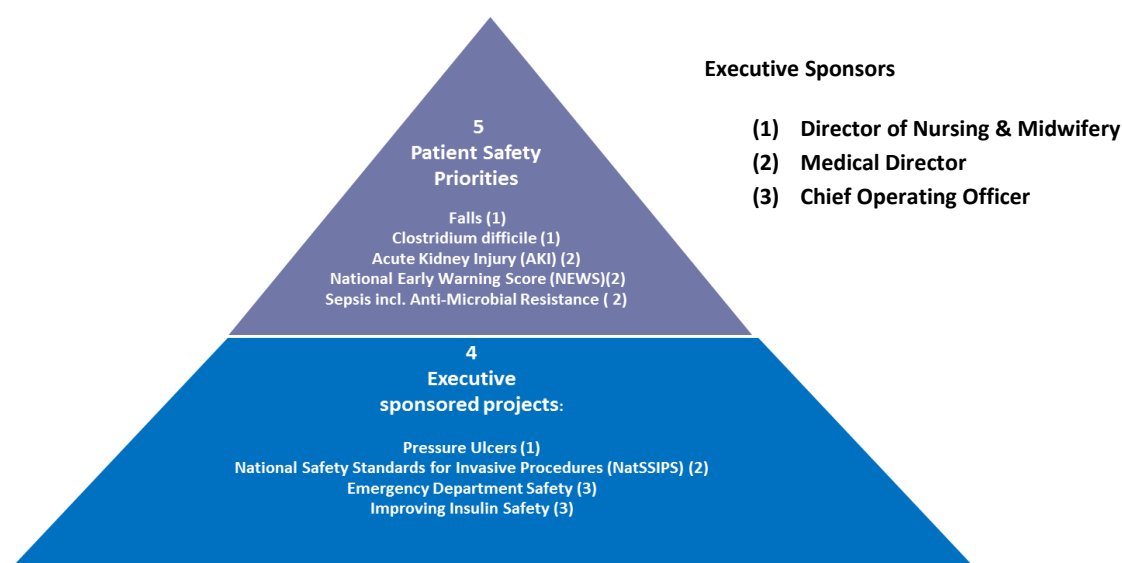 5
Patient Safety
Priorities
Falls (1)
Clostridium difficile (1)
Acute Kidney Injury (AKI) (2)
National Early Warning Score (NEWS)(2)
Sepsis incl. Anti-Microbial Resistance ( 2)
4
Executive
sponsored projects:
Pressure Ulcers (1)
National Safety Standards for Invasive Procedures (NatSSIPS) (2)
Emergency Department Safety (3)
Improving Insulin Safety (3)
Executive Sponsors
(1) Director of Nursing & Midwifery
(2) Medical Director
(3) Chief Operating Officer